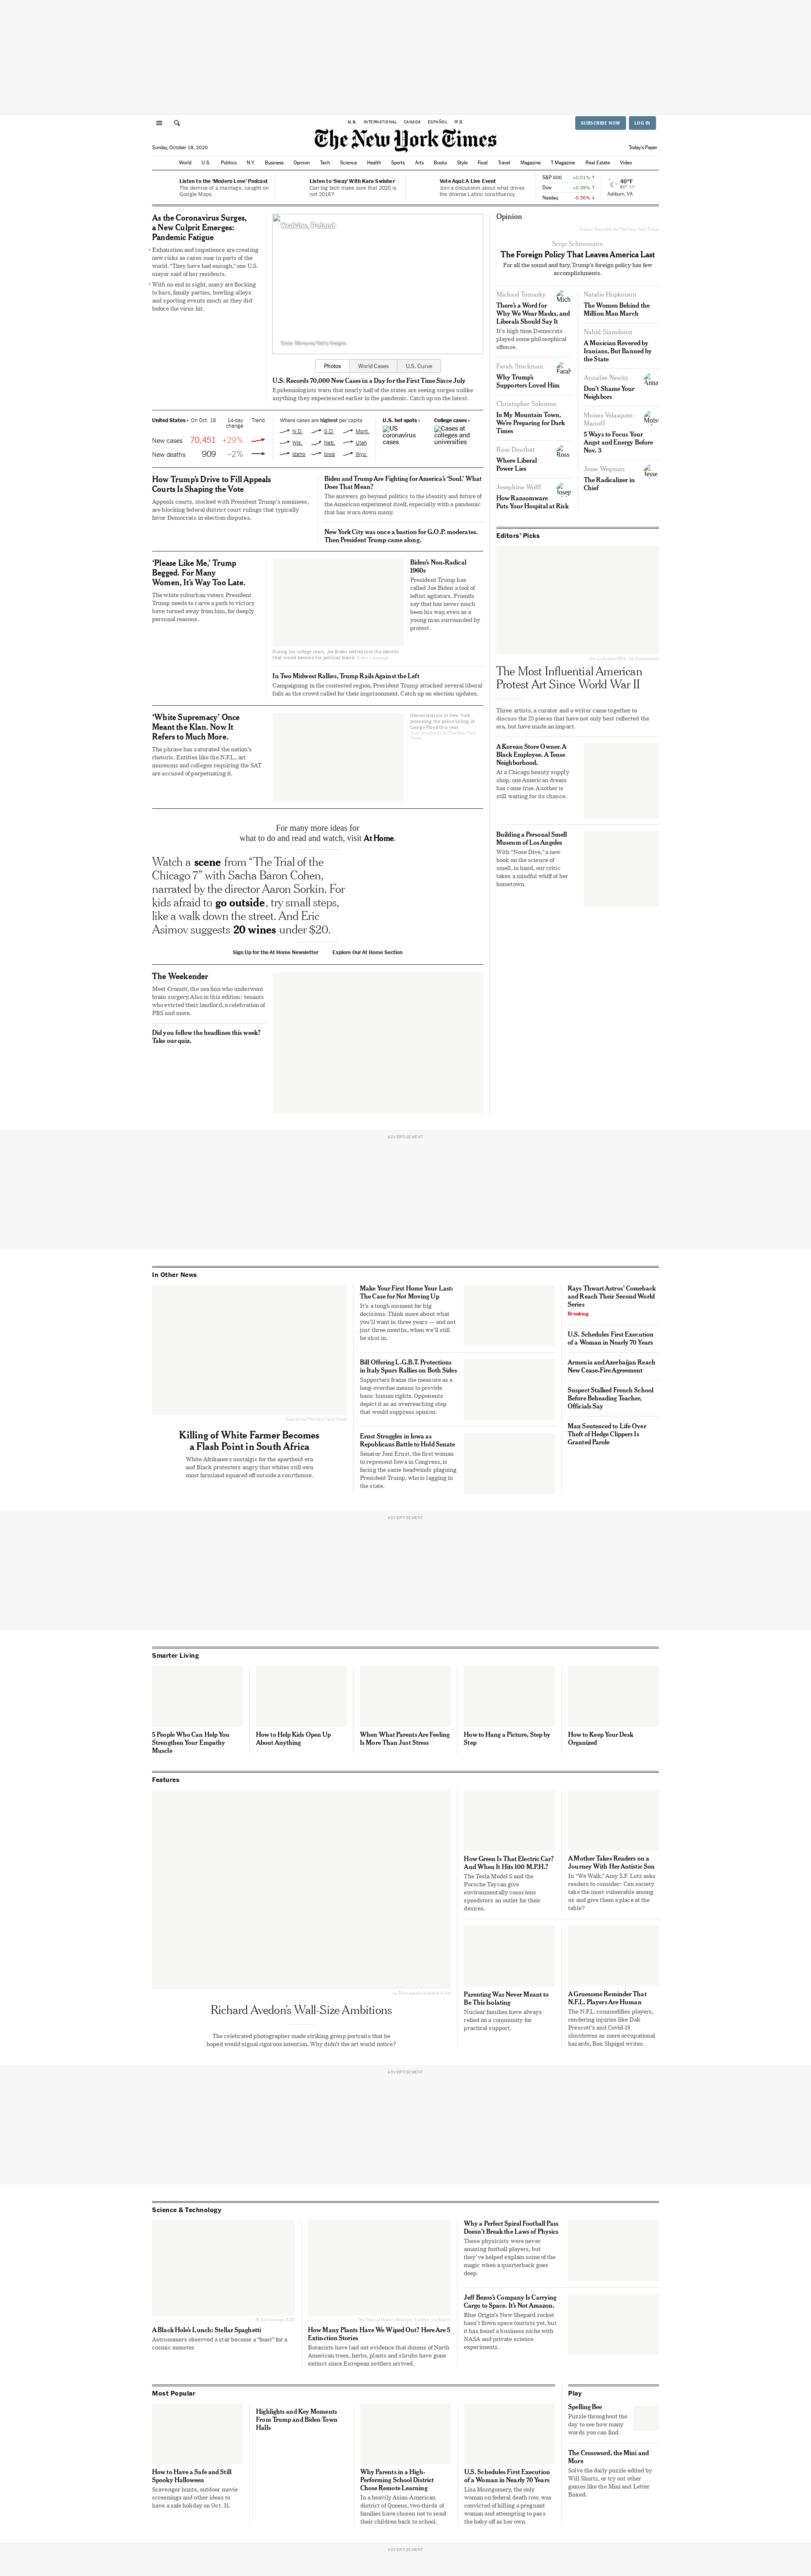 U.S. INTERNATIONAL CANADA ESPAÑOL 中文
SUBSCRIBE NOW LOG IN
The New York Times
Sunday, October 18, 2020
Today's Paper
World U.S. Politics N.Y. Business Opinion Tech Science Health Sports Arts Books Style Food Travel Magazine T Magazine Real Estate Video
Listen to the 'Modern Love' Podcast
The demise of a marriage, caught on
Google Maps.
Listen to 'Sway' With Kara Swisher
Can big tech make sure that 2020 is
not 2016?
Vote Aquí: A Live Event
Join a discussion about what drives
the diverse Latino constituency.
S&P 500 +0.01% ↑
Dow +0.39% ↑
Nasdaq -0.36% ↓
40°F
Ashburn, VA
As the Coronavirus Surges,
a New Culprit Emerges:
Pandemic Fatigue
• Exhaustion and impatience are creating
new risks as cases soar in parts of the
world. “They have had enough,” one U.S.
mayor said of her residents.
• With no end in sight, many are flocking
to bars, family parties, bowling alleys
and sporting events much as they did
before the virus hit.
Kraków, Poland
Omar Marques/Getty Images
Photos World Cases U.S. Curve
U.S. Records 70,000 New Cases in a Day for the First Time Since July
Epidemiologists warn that nearly half of the states are seeing surges unlike
anything they experienced earlier in the pandemic. Catch up on the latest.
United States › On Oct. 16 14-day
change Trend
New cases 70,451 +29%
New deaths 909 –2%
Where cases are highest per capita
N.D. S.D. Mont.
Wis. Neb. Utah
Idaho Iowa Wyo.
U.S. hot spots ›
US
coronavirus
cases
College cases ›
Cases at
colleges and
universities
How Trump's Drive to Fill Appeals
Courts Is Shaping the Vote
Appeals courts, stocked with President Trump's nominees,
are blocking federal district court rulings that typically
favor Democrats in election disputes.
Biden and Trump Are Fighting for America's 'Soul.' What
Does That Mean?
The answers go beyond politics to the identity and future of
the American experiment itself, especially with a pandemic
that has worn down many.
New York City was once a bastion for G.O.P. moderates.
Then President Trump came along.
'Please Like Me,' Trump
Begged. For Many
Women, It's Way Too Late.
The white suburban voters President
Trump needs to carve a path to victory
have turned away from him, for deeply
personal reasons.
During his college years, Joe Biden settled into the identity
that would become his political brand. Biden Campaign
Biden's Non-Radical
1960s
President Trump has
called Joe Biden a tool of
leftist agitators. Friends
say that has never much
been his way, even as a
young man surrounded by
protest.
In Two Midwest Rallies, Trump Rails Against the Left
Campaigning in the contested region, President Trump attacked several liberal
foils as the crowd called for their imprisonment. Catch up on election updates.
'White Supremacy' Once
Meant the Klan. Now It
Refers to Much More.
The phrase has saturated the nation's
rhetoric. Entities like the N.F.L., art
museums and colleges requiring the SAT
are accused of perpetuating it.
Demonstrators in New York
protesting the police killing of
George Floyd this year.
For many more ideas for
what to do and read and watch, visit At Home.
Watch a scene from “The Trial of the
Chicago 7” with Sacha Baron Cohen,
narrated by the director Aaron Sorkin. For
kids afraid to go outside, try small steps,
like a walk down the street. And Eric
Asimov suggests 20 wines under $20.
Sign Up for the At Home Newsletter Explore Our At Home Section
The Weekender
Meet Cronutt, the sea lion who underwent
brain surgery. Also in this edition: tenants
who evicted their landlord, a celebration of
PBS and more.
Did you follow the headlines this week?
Take our quiz.
Opinion
Serge Schmemann
The Foreign Policy That Leaves America Last
For all the sound and fury, Trump's foreign policy has few
accomplishments.
Michael Tomasky
There's a Word for
Why We Wear Masks, and
Liberals Should Say It
It's high time Democrats
played some philosophical
offense.
Farah Stockman
Why Trump's
Supporters Loved Him
Christopher Solomon
In My Mountain Town,
We're Preparing for Dark
Times
Ross Douthat
Where Liberal
Power Lies
Josephine Wolff
How Ransomware
Puts Your Hospital at Risk
Natalie Hopkinson
The Women Behind the
Million Man March
Nahid Siamdoust
A Musician Revered by
Iranians, But Banned by
the State
Annalee Newitz
Don't Shame Your
Neighbors
Moises Velasquez-
Manoff
5 Ways to Focus Your
Angst and Energy Before
Nov. 3
Jesse Wegman
The Radicalizer in
Chief
Editors' Picks
The Most Influential American
Protest Art Since World War II
Three artists, a curator and a writer came together to
discuss the 25 pieces that have not only best reflected the
era, but have made an impact.
A Korean Store Owner. A
Black Employee. A Tense
Neighborhood.
At a Chicago beauty supply
shop, one American dream
has come true. Another is
still waiting for its chance.
Building a Personal Smell
Museum of Los Angeles
With “Nose Dive,” a new
book on the science of
smell, in hand, our critic
takes a mindful whiff of her
hometown.
ADVERTISEMENT
In Other News
Killing of White Farmer Becomes
a Flash Point in South Africa
White Afrikaners nostalgic for the apartheid era
and Black protesters angry that whites still own
most farmland squared off outside a courthouse.
Make Your First Home Your Last:
The Case for Not Moving Up
It's a tough moment for big
decisions. Think more about what
you'll want in three years — and not
just three months, when we'll still
be shut in.
Bill Offering L.G.B.T. Protections
in Italy Spurs Rallies on Both Sides
Supporters frame the measure as a
long-overdue means to provide
basic human rights. Opponents
depict it as an overreaching step
that would suppress opinion.
Ernst Struggles in Iowa as
Republicans Battle to Hold Senate
Senator Joni Ernst, the first woman
to represent Iowa in Congress, is
facing the same headwinds plaguing
President Trump, who is lagging in
the state.
Rays Thwart Astros' Comeback
and Reach Their Second World
Series
Breaking
U.S. Schedules First Execution
of a Woman in Nearly 70 Years
Armenia and Azerbaijan Reach
New Cease-Fire Agreement
Suspect Stalked French School
Before Beheading Teacher,
Officials Say
Man Sentenced to Life Over
Theft of Hedge Clippers Is
Granted Parole
ADVERTISEMENT
Smarter Living
5 People Who Can Help You
Strengthen Your Empathy
Muscle
How to Help Kids Open Up
About Anything
When What Parents Are Feeling
Is More Than Just Stress
How to Hang a Picture, Step by
Step
How to Keep Your Desk
Organized
Features
Richard Avedon's Wall-Size Ambitions
The celebrated photographer made striking group portraits that he
hoped would signal rigorous intention. Why didn't the art world notice?
How Green Is That Electric Car?
And When It Hits 100 M.P.H.?
The Tesla Model S and the
Porsche Taycan give
environmentally conscious
speedsters an outlet for their
desires.
A Mother Takes Readers on a
Journey With Her Autistic Son
In “We Walk,” Amy S.F. Lutz asks
readers to consider: Can society
take the most vulnerable among
us and give them a place at the
table?
Parenting Was Never Meant to
Be This Isolating
Nuclear families have always
relied on a community for
practical support.
A Gruesome Reminder That
N.F.L. Players Are Human
The N.F.L. commodifies players,
rendering injuries like Dak
Prescott's and Covid-19
shutdowns as mere occupational
hazards, Ben Shpigel writes.
ADVERTISEMENT
Science & Technology
A Black Hole's Lunch: Stellar Spaghetti
Astronomers observed a star become a “feast” for a
cosmic monster.
How Many Plants Have We Wiped Out? Here Are 5
Extinction Stories
Botanists have laid out evidence that dozens of North
American trees, herbs, plants and shrubs have gone
extinct since European settlers arrived.
Why a Perfect Spiral Football Pass
Doesn't Break the Laws of Physics
These physicists were never
amazing football players, but
they've helped explain some of the
magic when a quarterback goes
deep.
Jeff Bezos's Company Is Carrying
Cargo to Space. It's Not Amazon.
Blue Origin's New Shepard rocket
hasn't flown space tourists yet, but
it has found a business niche with
NASA and private science
experiments.
Most Popular
How to Have a Safe and Still
Spooky Halloween
Scavenger hunts, outdoor movie
screenings and other ideas to
have a safe holiday on Oct. 31.
Highlights and Key Moments
From Trump and Biden Town
Halls
Why Parents in a High-
Performing School District
Chose Remote Learning
In a heavily Asian-American
district of Queens, two-thirds of
families have chosen not to send
their children back to school.
U.S. Schedules First Execution
of a Woman in Nearly 70 Years
Lisa Montgomery, the only
woman on federal death row, was
convicted of killing a pregnant
woman and attempting to pass
the baby off as her own.
Play
Spelling Bee
Puzzle throughout the
day to see how many
words you can find.
The Crossword, the Mini and
More
Solve the daily puzzle edited by
Will Shortz, or try out other
games like the Mini and Letter
Boxed.
ADVERTISEMENT